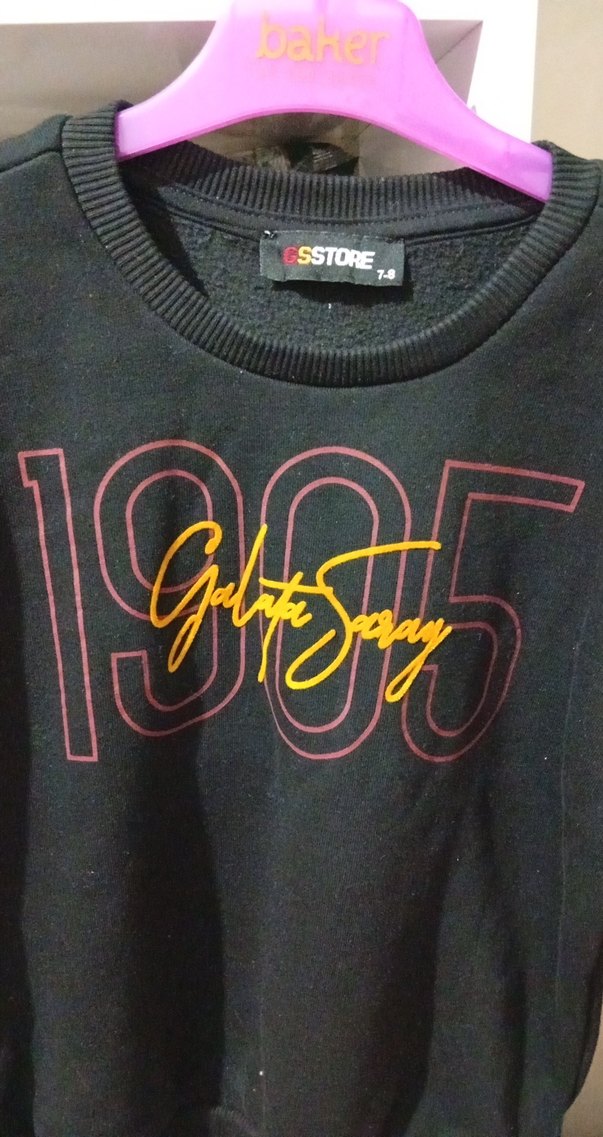 baker
GSSTORE
7-8
1905
Galata Saray